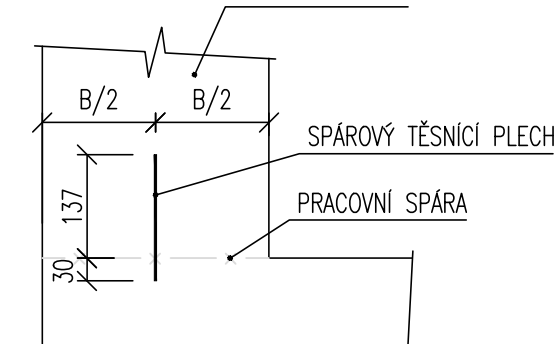 B/2 B/2
SPÁROVÝ TĚSNÍCÍ PLECH
137
PRACOVNÍ SPÁRA
30